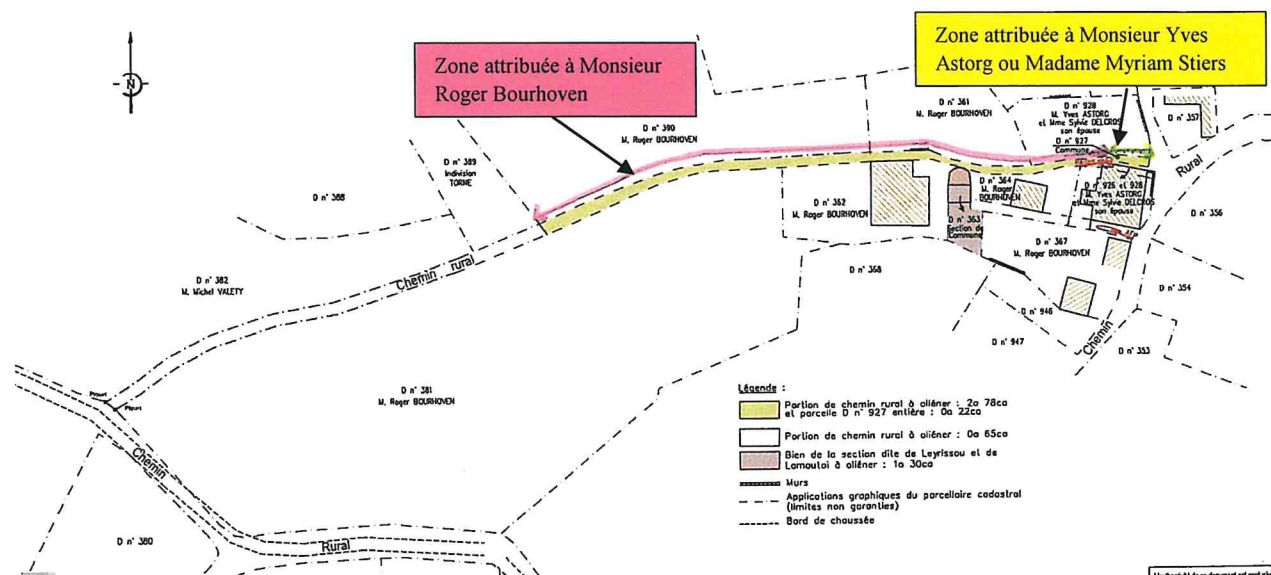 Zone attribuée à Monsieur
Roger Bourhoven
Zone attribuée à Monsieur Yves
Astorg ou Madame Myriam Stiers
N
D n° 390
M. Roger BOURHOVEN
D n° 361
M. Roger BOURHOVEN
D n° 928
M. Yves ASTORG
et Mme Sylvie DELCROS
son épouse
D n° 927
Commune
D n° 357
Rural
D n° 389
Indivision
TORNE
D n° 388
D n° 362
M. Roger BOURHOVEN
D n° 364
M. Roger
BOURHOVEN
D n° 926 et 928
M. Yves ASTORG
et Mme Sylvie DELCROS
son épouse
D n° 356
D n° 363
Section de
Commune
D n° 367
M. Roger BOURHOVEN
D n° 368
D n° 382
M. Michel VALETY
Chemin rural
D n° 354
D n° 946
D n° 947
Chemin
D n° 353
D n° 381
M. Roger BOURHOVEN
Chemin
Rural
D n° 380
Légende :
Portion de chemin rural à aliéner : 2a 78ca
et parcelle D n° 927 entière : 0a 22ca
Portion de chemin rural à aliéner : 0a 65ca
Bien de la section dite de Leyrissou et de
Lamoutoi à aliéner : 1a 30ca
Murs
Applications graphiques du parcellaire cadastral
(limites non garanties)
Bord de chaussée